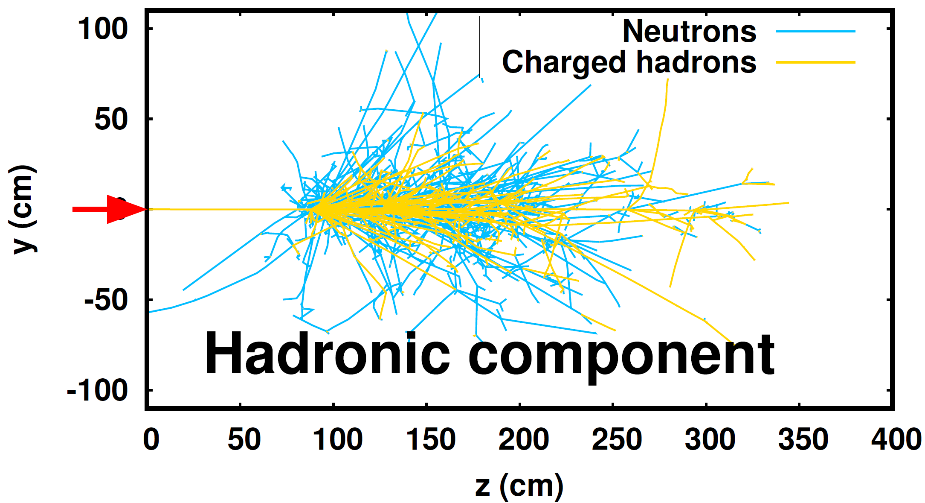 100
50
0
-50
-100
y (cm)
Neutrons
Charged hadrons
Hadronic component
0 50 100 150 200 250 300 350 400
z (cm)